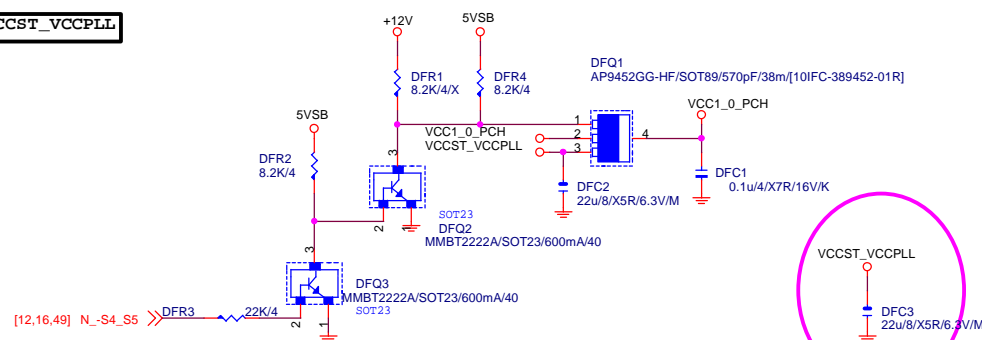 CCST_VCCPLL
+12V
5VSB
DFQ1
AP9452GG-HF/SOT89/570pF/38m/[10IFC-389452-01R]
DFR1
8.2K/4/X
DFR4
8.2K/4
VCC1_0_PCH
5VSB
1
VCC1_0_PCH
2
4
VCCST_VCCPLL
3
3
DFR2
8.2K/4
DFC1
0.1u/4/X7R/16V/K
DFC2
22u/8/X5R/6.3V/M
SOT23
2
1
DFQ2
MMBT2222A/SOT23/600mA/40
3
VCCST_VCCPLL
DFQ3
MMBT2222A/SOT23/600mA/40
SOT23
[12,16,49] N_-S4_S5
DFR3
22K/4
2
1
DFC3
22u/8/X5R/6.3V/M